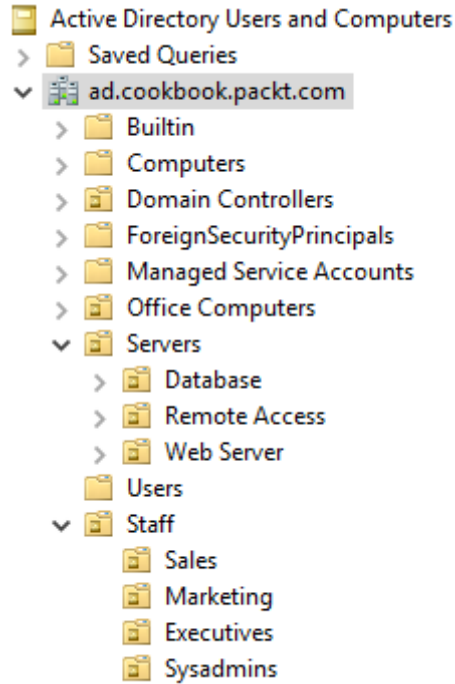 Active Directory Users and Computers
Saved Queries
ad.cookbook.packt.com
Builtin
Computers
Domain Controllers
ForeignSecurityPrincipals
Managed Service Accounts
Office Computers
Servers
Database
Remote Access
Web Server
Users
Staff
Sales
Marketing
Executives
Sysadmins